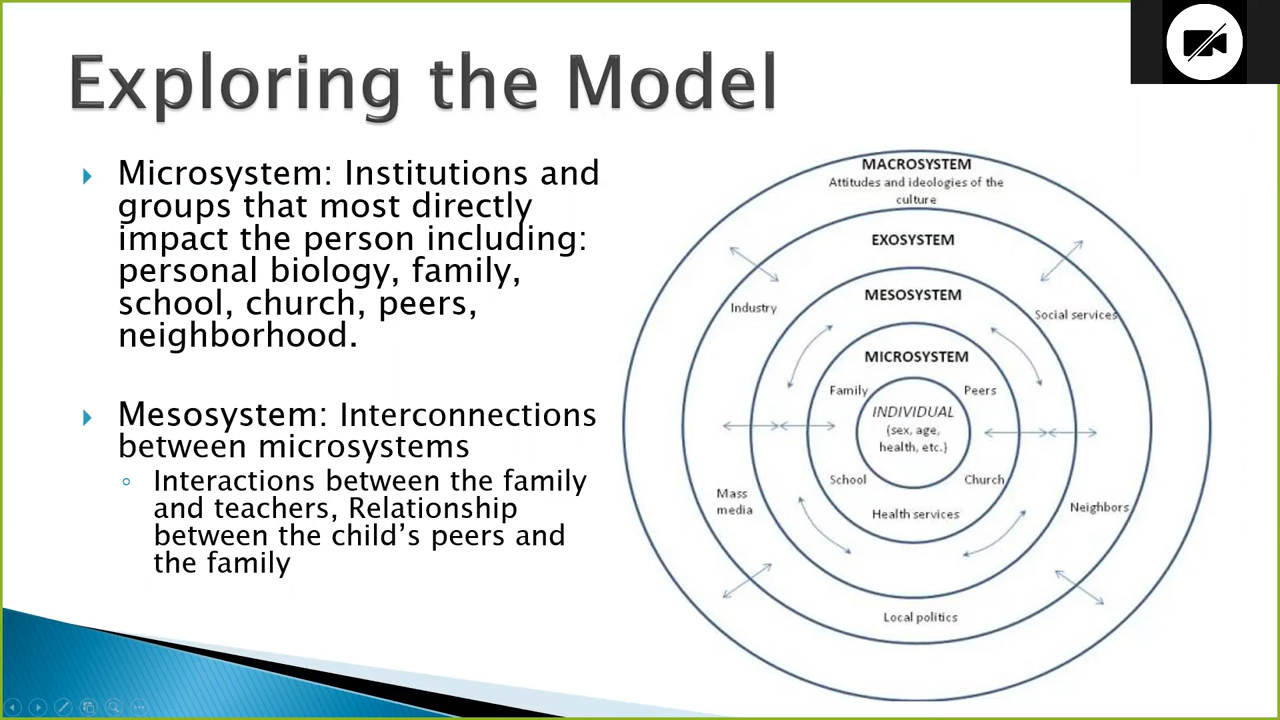 Exploring the Model
Microsystem: Institutions and
groups that most directly
impact the person including:
personal biology, family,
school, church, peers,
neighborhood.
Mesosystem: Interconnections
between microsystems
Interactions between the family
and teachers, Relationship
between the child's peers and
the family
MACROSYSTEM
Attitudes and ideologies of the
culture
EXOSYSTEM
MESOSYSTEM
Industry
Social services
MICROSYSTEM
Family
Peers
INDIVIDUAL
(sex, age,
health, etc.)
School
Church
Mass
media
Health services
Neighbors
Local politics